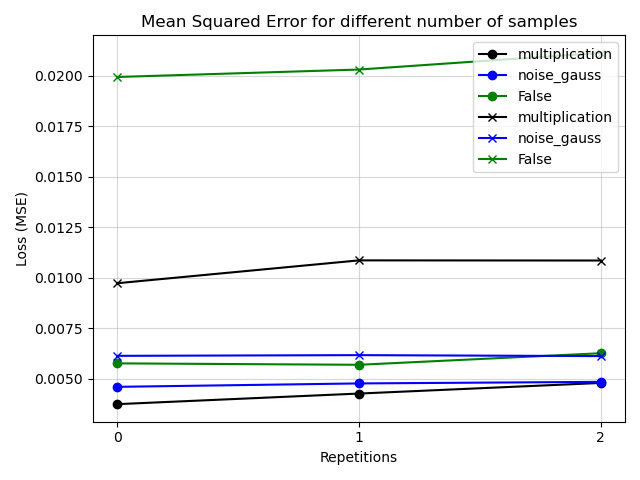 Mean Squared Error for different number of samples
multiplication
noise_gauss
False
multiplication
noise_gauss
False
0.0200
0.0175
0.0150
0.0125
0.0100
0.0075
0.0050
Loss (MSE)
0 1 2
Repetitions